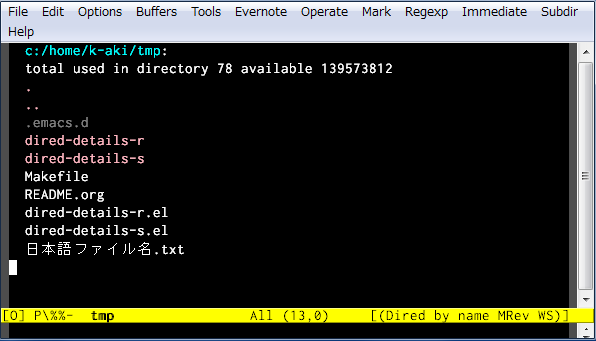 File Edit Options Buffers Tools Evernote Operate Mark Regexp Immediate Subdir
Help
c:/home/k-aki/tmp:
total used in directory 78 available 139573812
.
..
.emacs.d
dired-details-r
dired-details-s
Makefile
README.org
dired-details-r.el
dired-details-s.el
日本語ファイル名.txt
[O] P\%%- tmp All (13,0) [(Dired by name MRev WS)]